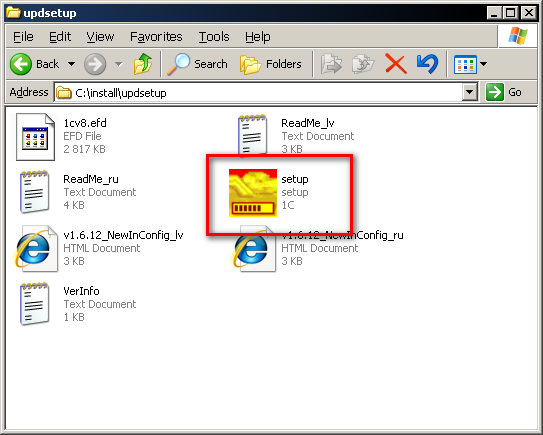 updsetup
File Edit View Favorites Tools Help
Back Search Folders
Address C:\install\updsetup Go
1cv8.efd
EFD File
2 817 KB
ReadMe_lv
Text Document
3 KB
ReadMe_ru
Text Document
4 KB
setup
setup
1C
v1.6.12_NewInConfig_lv
HTML Document
3 KB
v1.6.12_NewInConfig_ru
HTML Document
3 KB
VerInfo
Text Document
1 KB